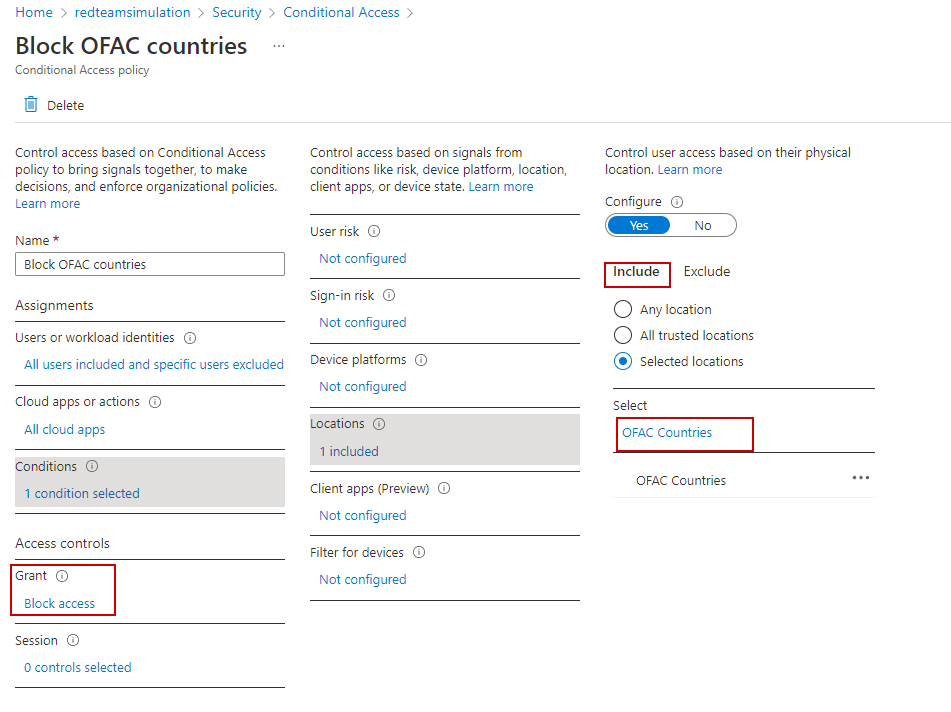 Home > redteamsimulation > Security > Conditional Access >
Block OFAC countries ...
Conditional Access policy
Delete
Control access based on Conditional Access
policy to bring signals together, to make
decisions, and enforce organizational policies.
Learn more
Name *
Block OFAC countries
Assignments
Users or workload identities
All users included and specific users excluded
Cloud apps or actions
All cloud apps
Conditions
1 condition selected
Access controls
Grant
Block access
Session
0 controls selected
Control access based on signals from
conditions like risk, device platform, location,
client apps, or device state. Learn more
User risk
Not configured
Sign-in risk
Not configured
Device platforms
Not configured
Locations
1 included
Client apps (Preview)
Not configured
Filter for devices
Not configured
Control user access based on their physical
location. Learn more
Configure
Yes No
Include Exclude
Any location
All trusted locations
Selected locations
Select
OFAC Countries
OFAC Countries ...